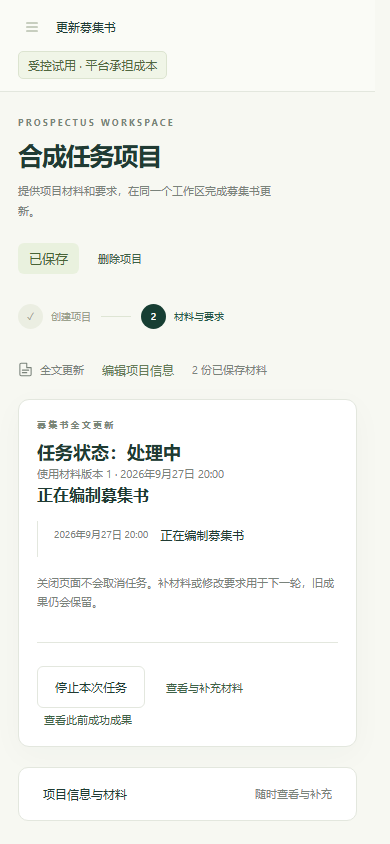 更新募集书
受控试用 · 平台承担成本
PROSPECTUS WORKSPACE
合成任务项目
提供项目材料和要求，在同一个工作区完成募集书更
新。
已保存 删除项目
✓ 创建项目 2 材料与要求
全文更新 编辑项目信息 2 份已保存材料
募集书全文更新
任务状态：处理中
使用材料版本 1 · 2026年9月27日 20:00
正在编制募集书
2026年9月27日 20:00 正在编制募集书
关闭页面不会取消任务。补材料或修改要求用于下一轮，旧成
果仍会保留。
停止本次任务 查看与补充材料
查看此前成功成果
项目信息与材料 随时查看与补充